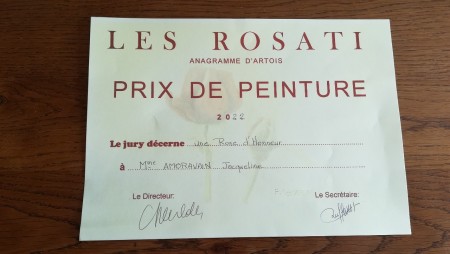 LES ROSATI
ANAGRAMME D'ARTOIS
PRIX DE PEINTURE
2022
Le jury décerne une Rose d'Honneur
à Mme AMORAVAIN Jacqueline
Le Directeur: Le Secrétaire: